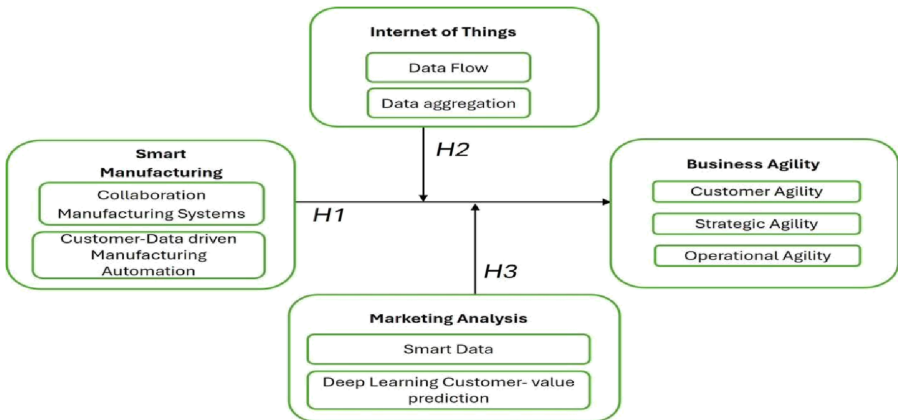 Internet of Things
Data Flow
Data aggregation
H2
Smart
Manufacturing
Collaboration
Manufacturing Systems
Customer-Data driven
Manufacturing
Automation
H1
Business Agility
Customer Agility
Strategic Agility
Operational Agility
H3
Marketing Analysis
Smart Data
Deep Learning Customer- value
prediction